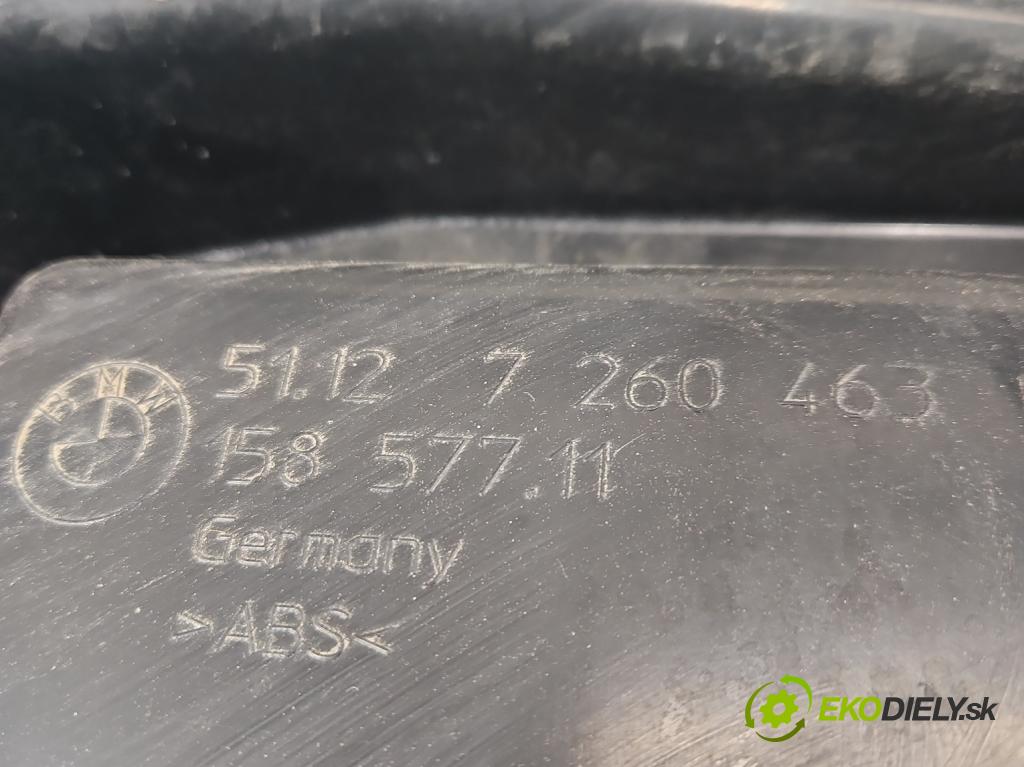 BMW
51.12 7 260 463
158 577.11
Germany
>ABS<
EKODIELY.sk